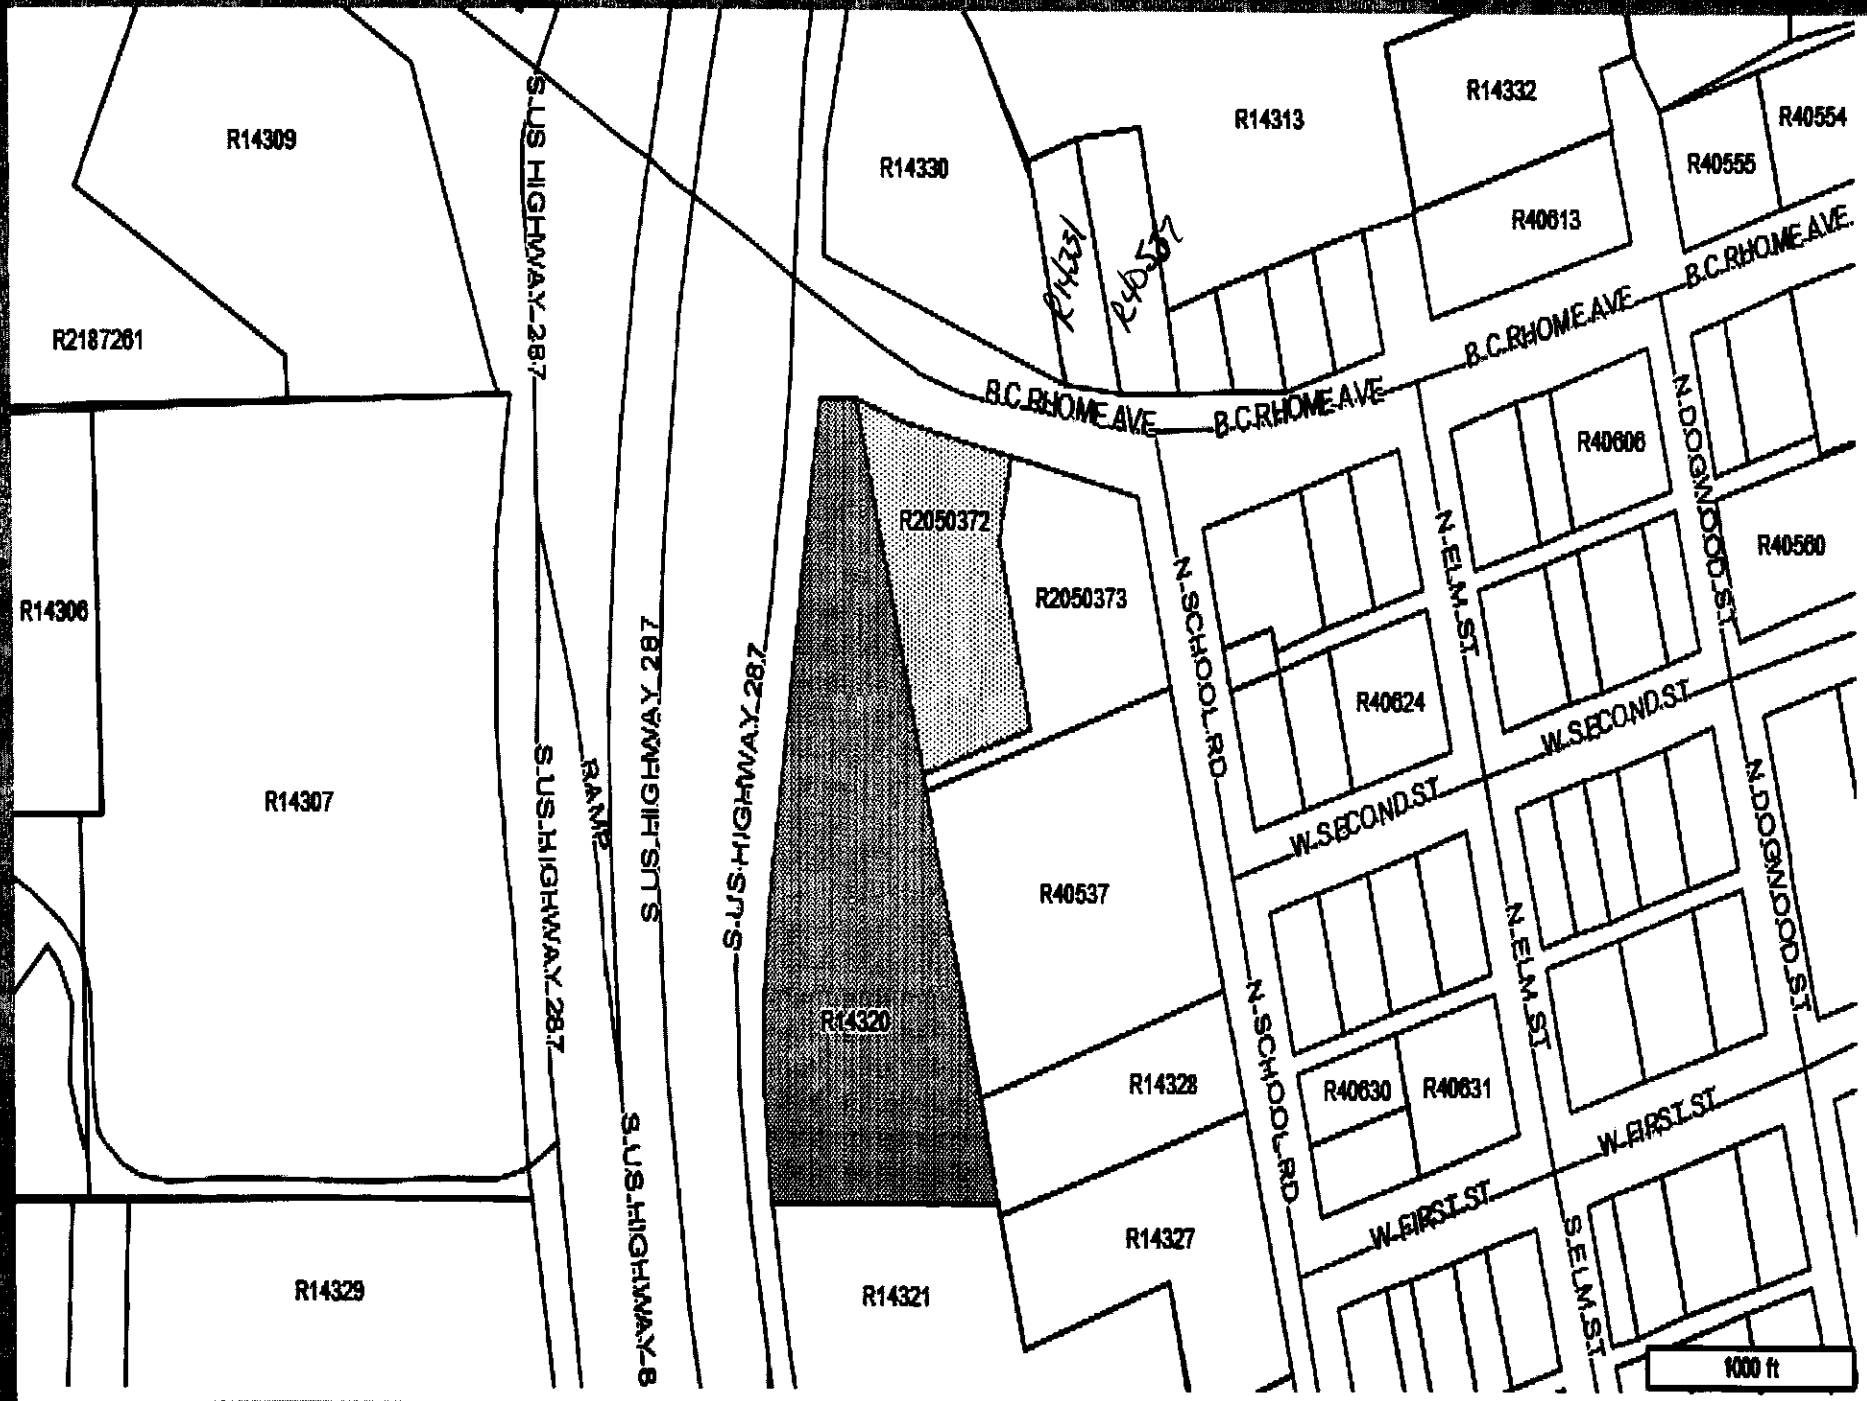 R14309
S US HIGHWAY 287
R14330
R14313
R14332
R40554
R40555
R40613
R14331
R40537
B.C. RHOME AVE.
B.C. RHOME AVE
R2187261
B.C. RHOME AVE
B.C. RHOME AVE
N DOGWOOD ST
R40606
R2050372
R40560
N ELM ST
R14306
R2050373
N SCHOOL RD
S US HIGHWAY 287
S US HIGHWAY 287
R40624
W SECOND ST
S US HIGHWAY 287
RAMP
R14307
W SECOND ST
N DOGWOOD ST
R40537
N ELM ST
R14320
N SCHOOL RD
R14328
R40630
R40631
W FIRST ST
S US HIGHWAY 8
W FIRST ST
R14327
S ELM ST
R14329
R14321
1000 ft